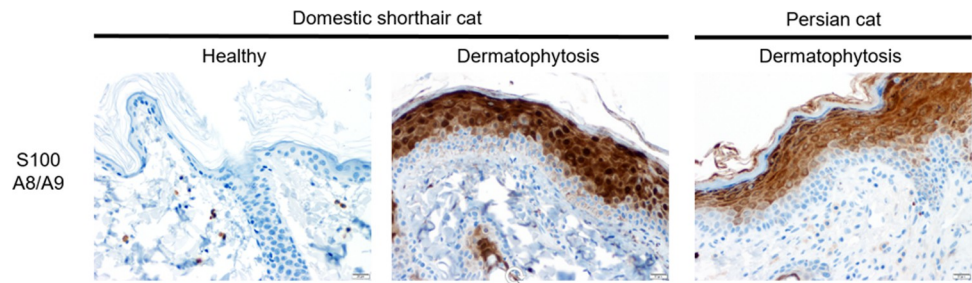 Domestic shorthair cat
Persian cat
Healthy
Dermatophytosis
Dermatophytosis
S100
A8/A9